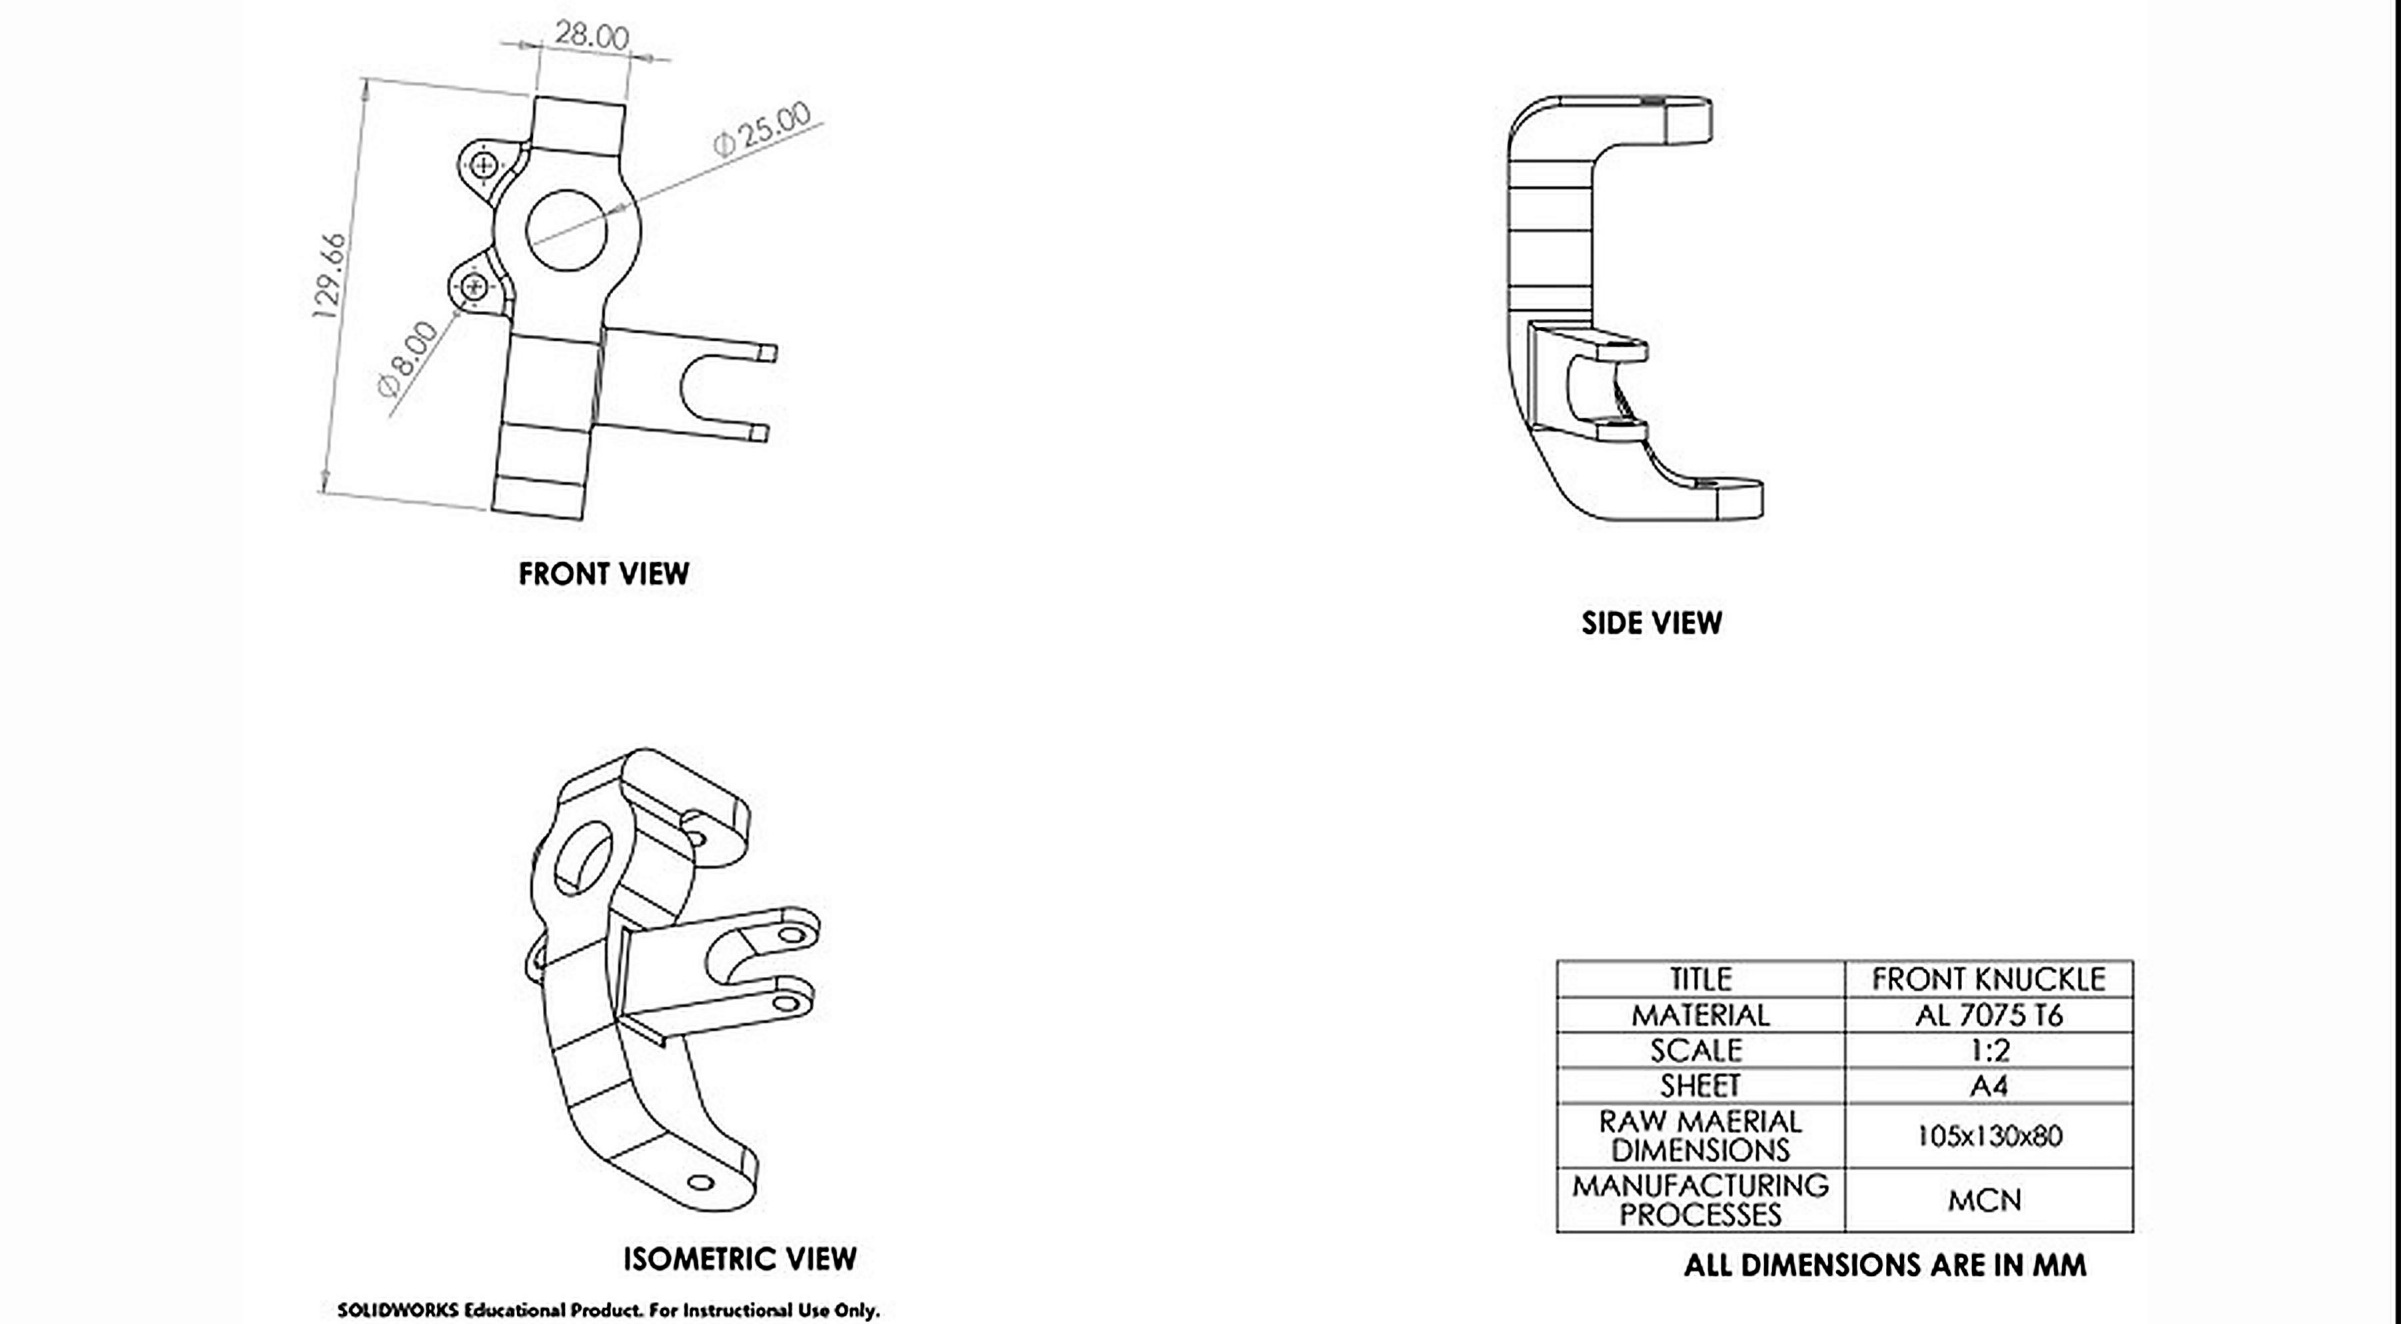 28.00
Ø25.00
129.66
Ø8.00
FRONT VIEW
SIDE VIEW
ISOMETRIC VIEW
TITLE FRONT KNUCKLE
MATERIAL AL 7075 T6
SCALE 1:2
SHEET A4
RAW MAERIAL
DIMENSIONS
105x130x80
MANUFACTURING
PROCESSES
MCN
ALL DIMENSIONS ARE IN MM
SOLIDWORKS Educational Product. For Instructional Use Only.